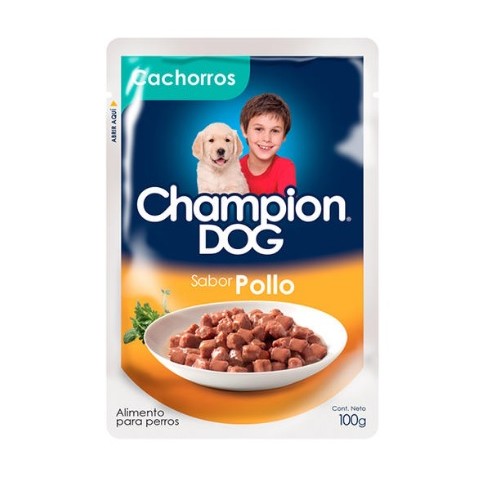 Cachorros
ABRIR AQUÍ
Champion®
DOG
Sabor Pollo
Alimento
para perros
Cont. Neto
100g